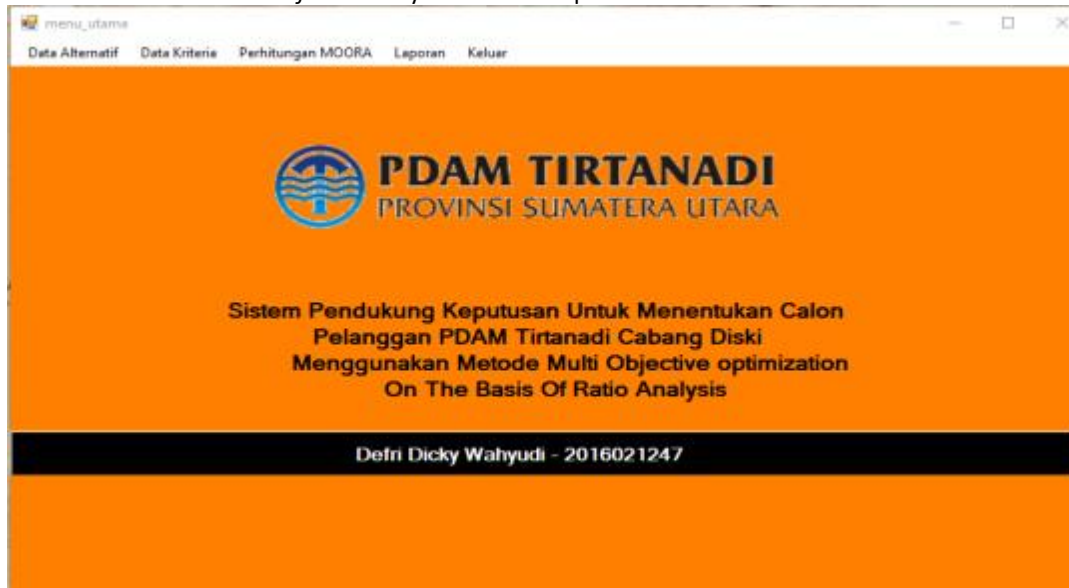 menu_utama
Data Alternatif Data Kriteria Perhitungan MOORA Laporan Keluar
PDAM TIRTANADI
PROVINSI SUMATERA UTARA
Sistem Pendukung Keputusan Untuk Menentukan Calon
Pelanggan PDAM Tirtanadi Cabang Diski
Menggunakan Metode Multi Objective optimization
On The Basis Of Ratio Analysis
Defri Dicky Wahyudi - 2016021247